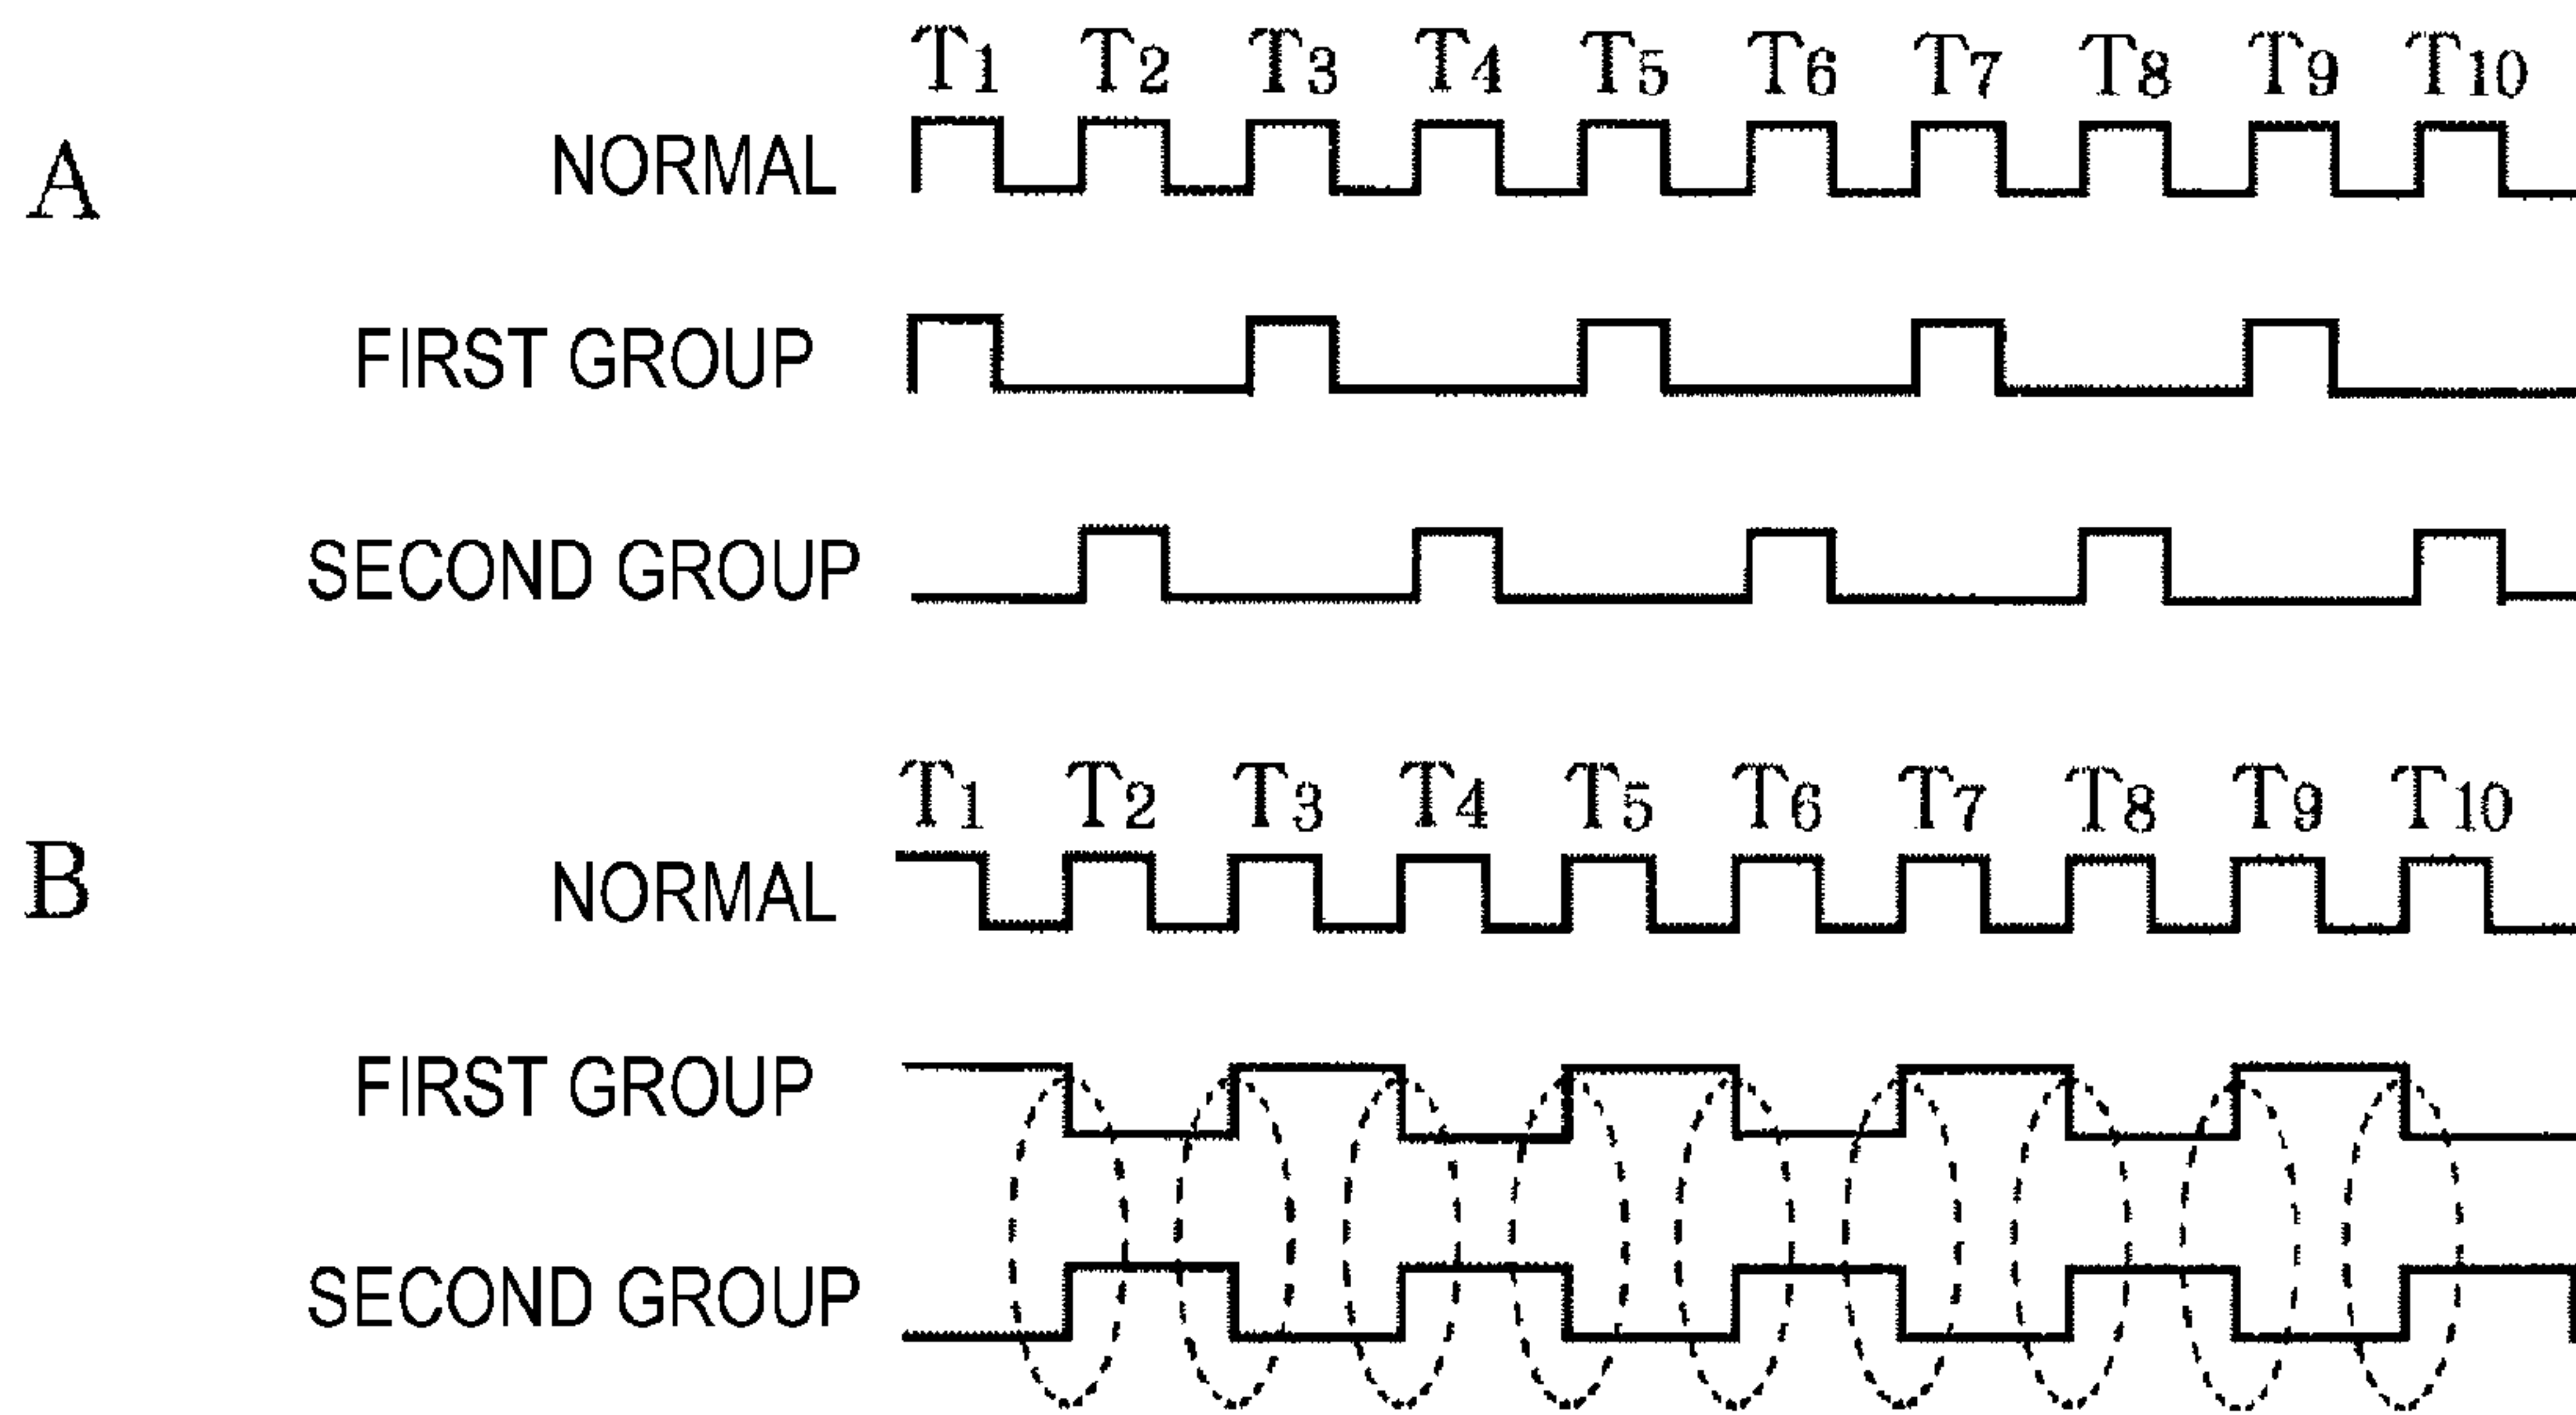 T1 T2 T3 T4 T5 T6 T7 T8 T9 T10
A
NORMAL
FIRST GROUP
SECOND GROUP
T1 T2 T3 T4 T5 T6 T7 T8 T9 T10
B
NORMAL
FIRST GROUP
SECOND GROUP